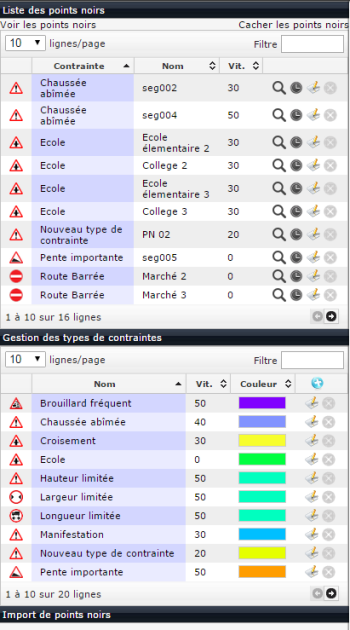 Liste des points noirs
Voir les points noirs Cacher les points noirs
10 lignes/page Filtre
Contrainte Nom Vit.
Chaussée abîmée seg002 30
Chaussée abîmée seg004 50
Ecole Ecole élementaire 2 30
Ecole College 2 30
Ecole Ecole élementaire 3 30
Ecole College 3 30
Nouveau type de contrainte PN 02 20
Pente importante seg005 0
Route Barrée Marché 2 0
Route Barrée Marché 3 0
1 à 10 sur 16 lignes
Gestion des types de contraintes
10 lignes/page Filtre
Nom Vit. Couleur
Brouillard fréquent 50
Chaussée abîmée 40
Croisement 30
Ecole 0
Hauteur limitée 50
Largeur limitée 50
Longueur limitée 50
Manifestation 30
Nouveau type de contrainte 20
Pente importante 50
1 à 10 sur 20 lignes
Import de points noirs